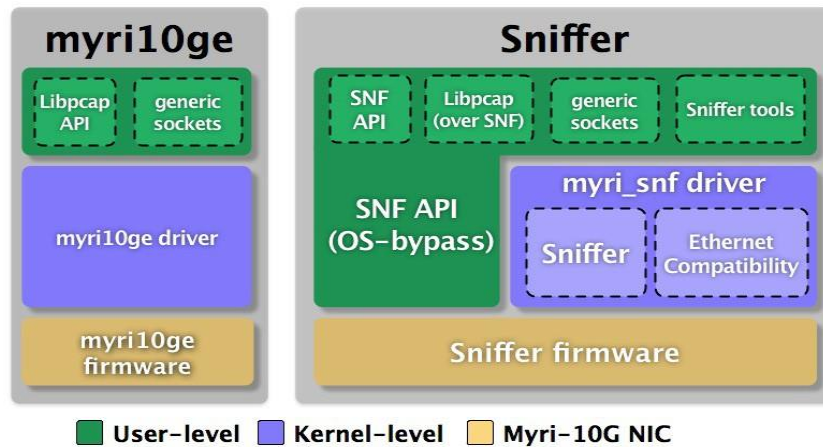 myri10ge
Libpcap
API
generic
sockets
myri10ge driver
myri10ge
firmware
Sniffer
SNF
API
Libpcap
(over SNF)
generic
sockets
Sniffer tools
SNF API
(OS-bypass)
myri_snf driver
Sniffer
Ethernet
Compatibility
Sniffer firmware
User-level
Kernel-level
Myri-10G NIC